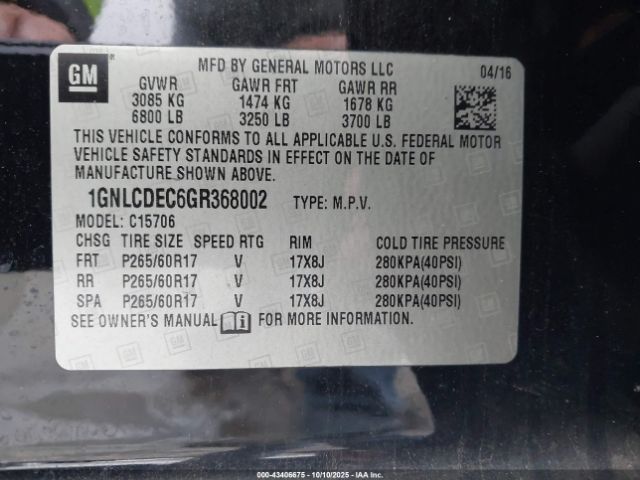 GM
MFD BY GENERAL MOTORS LLC 04/16
GVWR GAWR FRT GAWR RR
3085 KG 1474 KG 1678 KG
6800 LB 3250 LB 3700 LB
THIS VEHICLE CONFORMS TO ALL APPLICABLE U.S. FEDERAL MOTOR
VEHICLE SAFETY STANDARDS IN EFFECT ON THE DATE OF
MANUFACTURE SHOWN ABOVE.
1GNLCDEC6GR368002 TYPE: M.P.V.
MODEL: C15706
CHSG TIRE SIZE SPEED RTG RIM COLD TIRE PRESSURE
FRT P265/60R17 V 17X8J 280KPA(40PSI)
RR P265/60R17 V 17X8J 280KPA(40PSI)
SPA P265/60R17 V 17X8J 280KPA(40PSI)
SEE OWNER'S MANUAL FOR MORE INFORMATION.
000-43406675 | 10/10/2025 | IAAI.COM